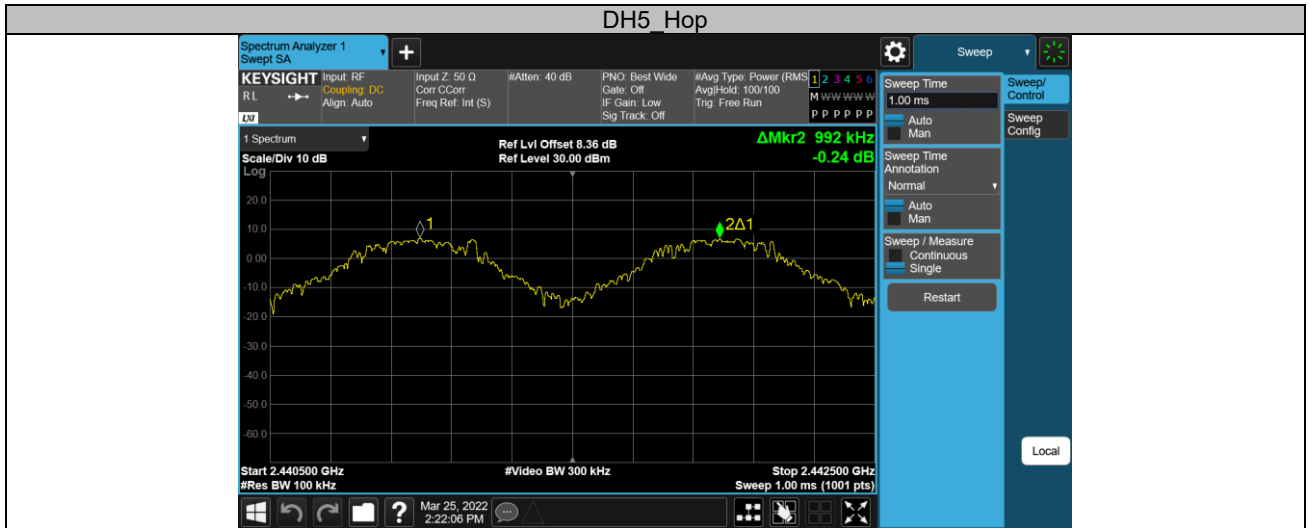 DH5_Hop
Spectrum Analyzer 1
Swept SA
+
Sweep
KEYSIGHT
RL
LXI
Input: RF
Coupling: DC
Align: Auto
Input Z: 50 Ω
Corr CCorr
Freq Ref: Int (S)
#Atten: 40 dB
PNO: Best Wide
Gate: Off
IF Gain: Low
Sig Track: Off
#Avg Type: Power (RMS
Avg|Hold: 100/100
Trig: Free Run
1 2 3 4 5 6
M W W W W W
P P P P P P
1 Spectrum
Scale/Div 10 dB
Log
Ref Lvl Offset 8.36 dB
Ref Level 30.00 dBm
ΔMkr2 992 kHz
-0.24 dB
20.0
10.0
0.00
-10.0
-20.0
-30.0
-40.0
-50.0
-60.0
1
2Δ1
Start 2.440500 GHz
#Res BW 100 kHz
#Video BW 300 kHz
Stop 2.442500 GHz
Sweep 1.00 ms (1001 pts)
Sweep Time
1.00 ms
Auto
Man
Sweep Time
Annotation
Normal
Auto
Man
Sweep / Measure
Continuous
Single
Restart
Sweep/
Control
Sweep
Config
Local
?
Mar 25, 2022
2:22:06 PM